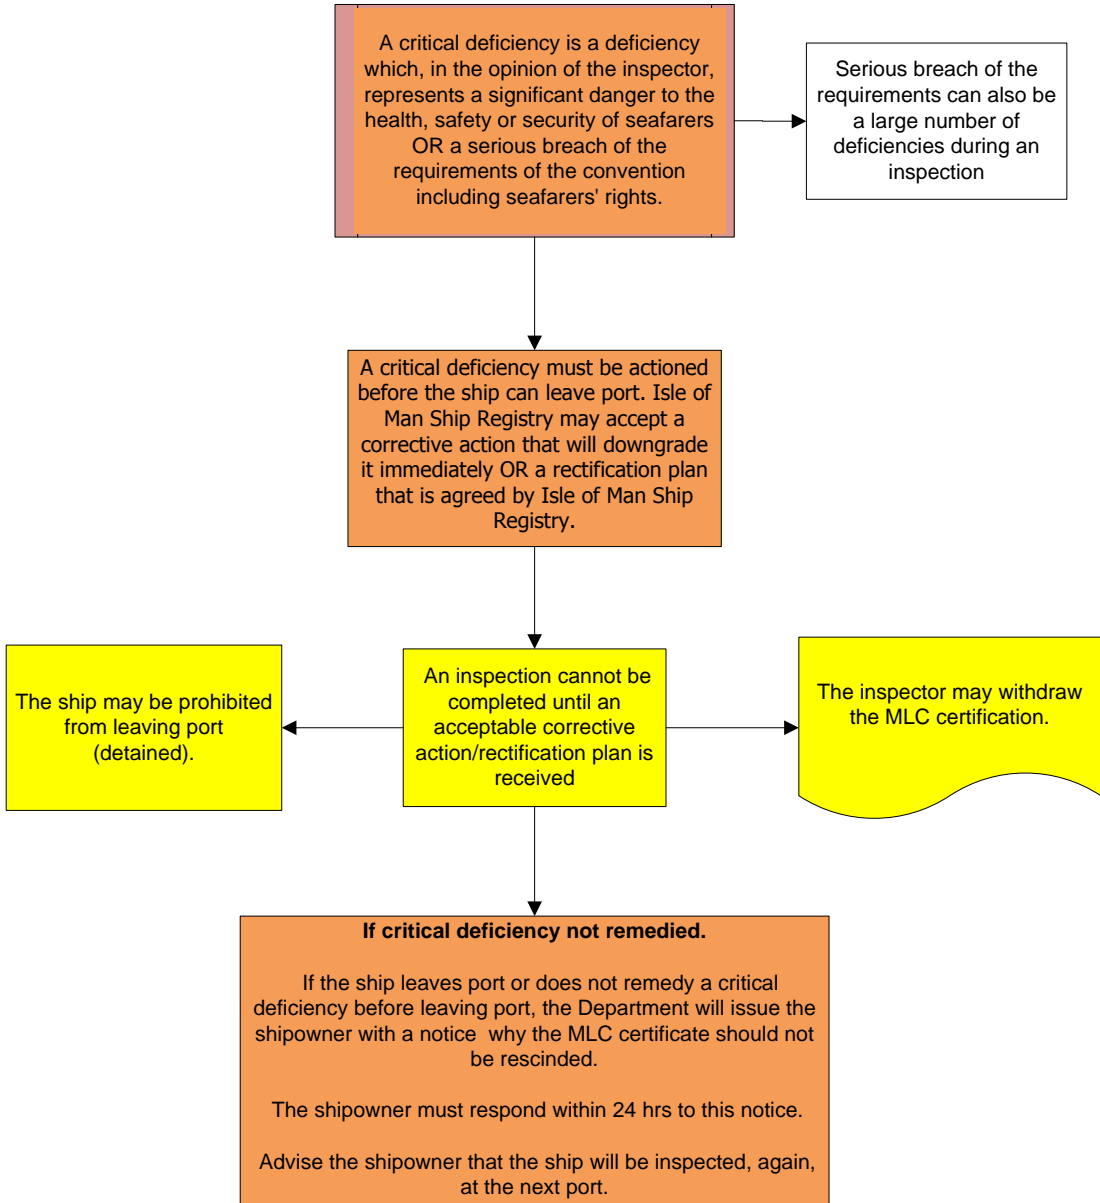 A critical deficiency is a deficiency
which, in the opinion of the inspector,
represents a significant danger to the
health, safety or security of seafarers
OR a serious breach of the
requirements of the convention
including seafarers' rights.
Serious breach of the
requirements can also be
a large number of
deficiencies during an
inspection
A critical deficiency must be actioned
before the ship can leave port. Isle of
Man Ship Registry may accept a
corrective action that will downgrade
it immediately OR a rectification plan
that is agreed by Isle of Man Ship
Registry.
The ship may be prohibited
from leaving port
(detained).
An inspection cannot be
completed until an
acceptable corrective
action/rectification plan is
received
The inspector may withdraw
the MLC certification.
If critical deficiency not remedied.
If the ship leaves port or does not remedy a critical
deficiency before leaving port, the Department will issue the
shipowner with a notice why the MLC certificate should not
be rescinded.
The shipowner must respond within 24 hrs to this notice.
Advise the shipowner that the ship will be inspected, again,
at the next port.